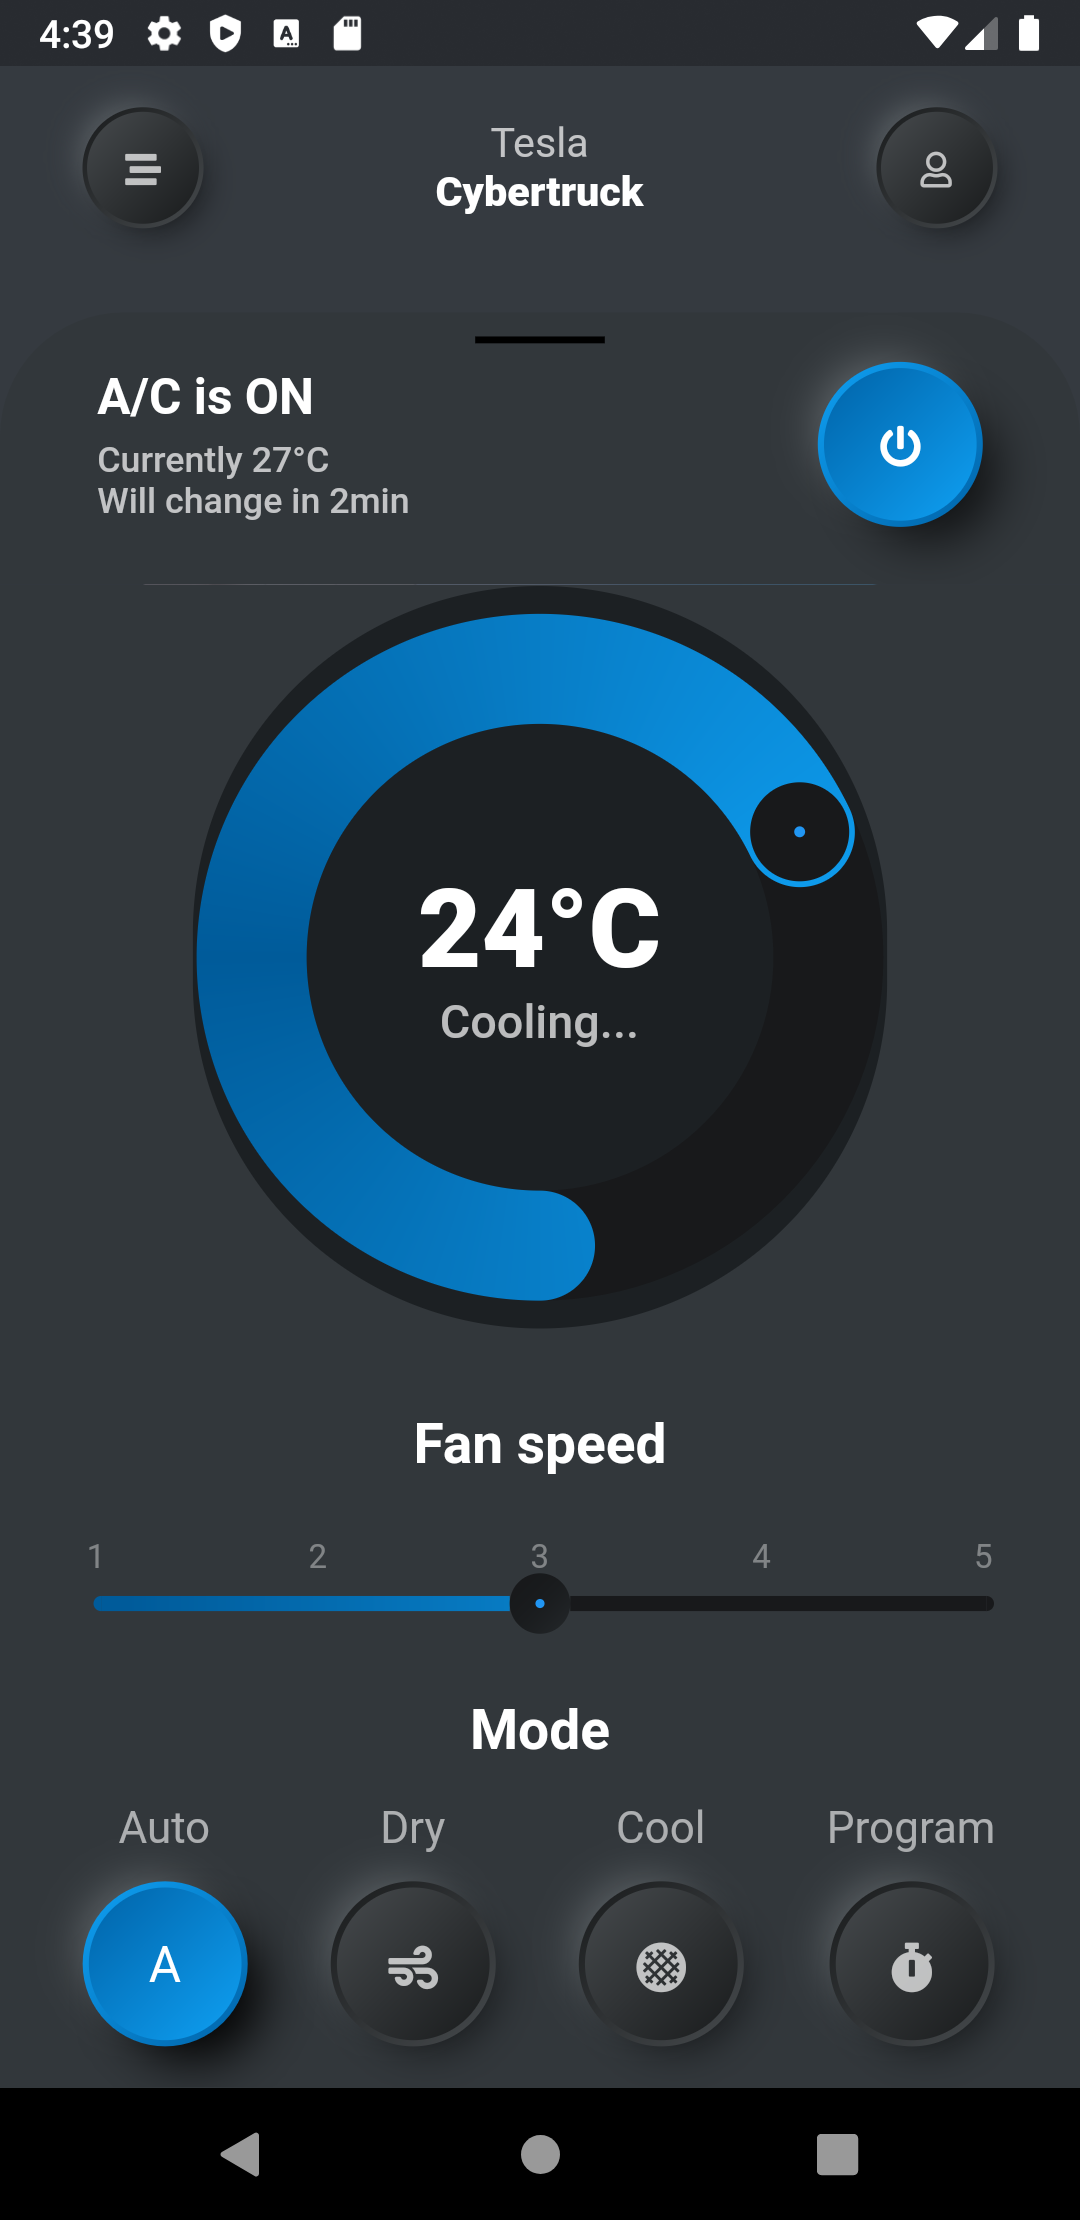 4:39
Tesla
Cybertruck
A/C is ON
Currently 27°C
Will change in 2min
24°C
Cooling...
Fan speed
1 2 3 4 5
Mode
Auto Dry Cool Program
A